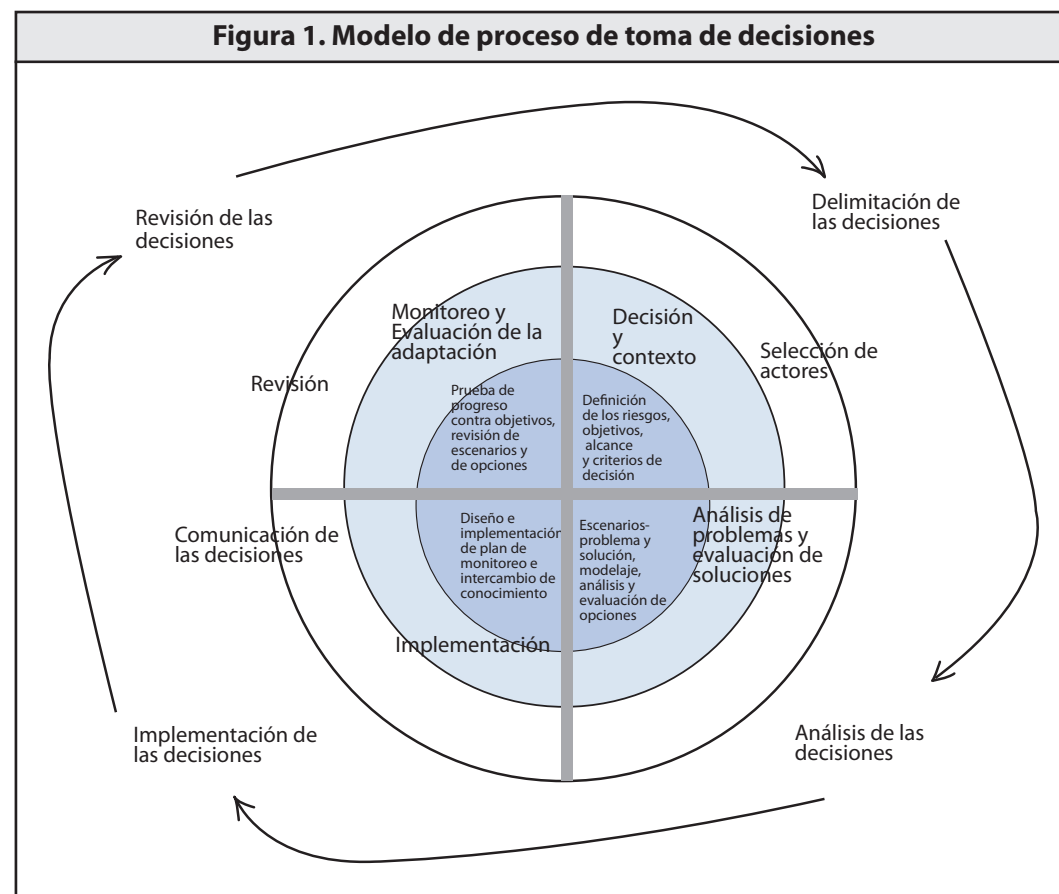 Figura 1. Modelo de proceso de toma de decisiones
Revisión de las
decisiones
Delimitación de
las decisiones
Monitoreo y
Evaluación de la
adaptación
Decisión
y
contexto
Selección de
actores
Revisión
Prueba de
progreso
contra objetivos,
revisión de
escenarios y
de opciones
Definición
de los riesgos,
objetivos,
alcance
y criterios de
decisión
Comunicación de
las decisiones
Diseño e
implementación
de plan de
monitoreo e
intercambio de
conocimiento
Escenarios-
problema y
solución,
modelaje,
análisis y
evaluación de
opciones
Análisis de
problemas y
evaluación de
soluciones
Implementación
Implementación de
las decisiones
Análisis de las
decisiones